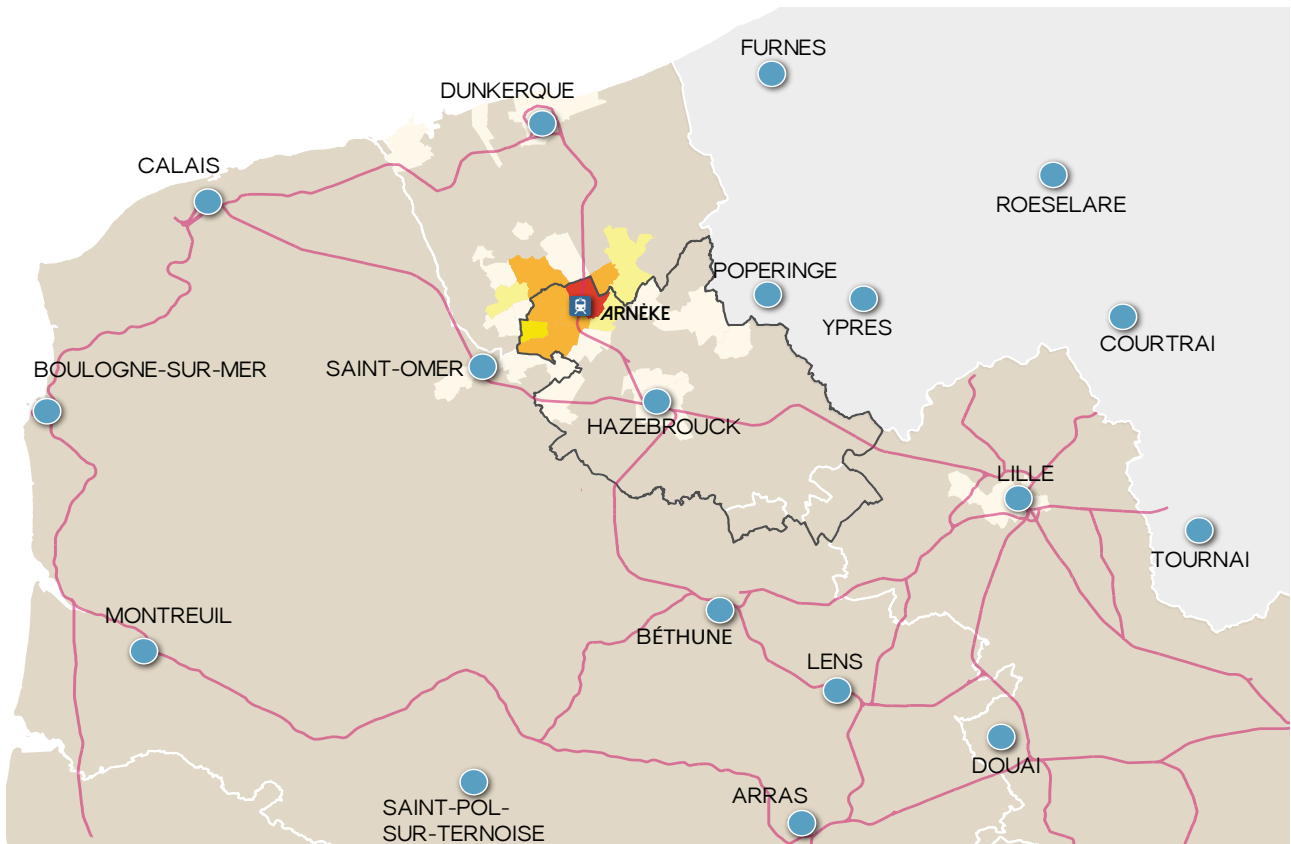 FURNES
DUNKERQUE
CALAIS
ROESELARE
POPERINGE
ARNÈKE
YPRES
COURTRAI
BOULOGNE-SUR-MER
SAINT-OMER
HAZEBROUCK
LILLE
TOURNAI
MONTREUIL
BÉTHUNE
LENS
DOUAI
ARRAS
SAINT-POL-
SUR-TERNOISE